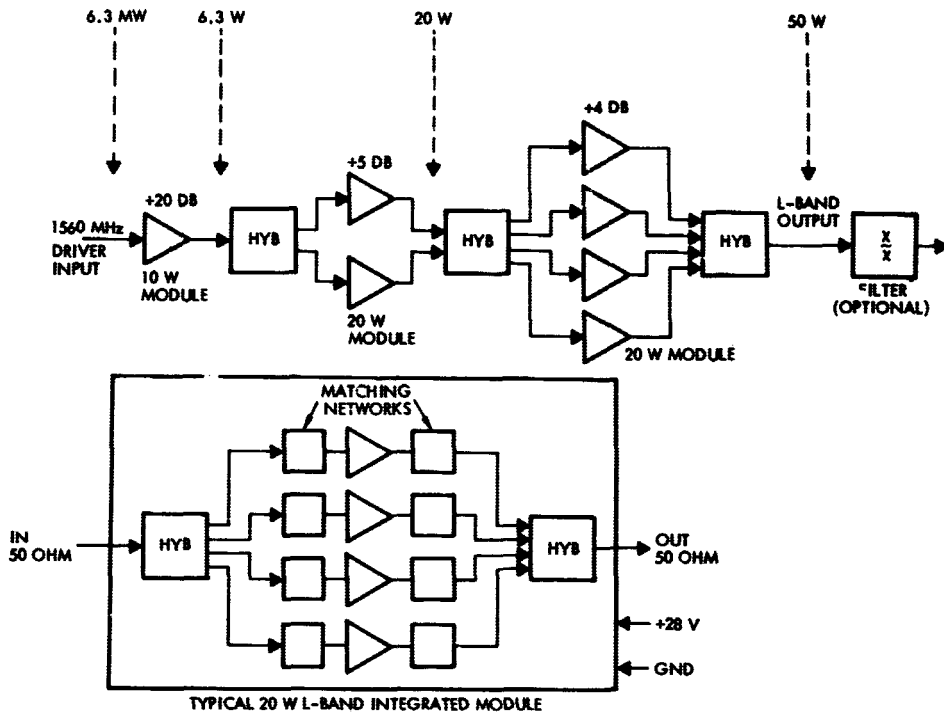 6.3 MW
6.3 W
20 W
50 W
+20 DB
1560 MHz
DRIVER
INPUT
10 W
MODULE
HYB
+5 DB
20 W
MODULE
HYB
+4 DB
20 W MODULE
HYB
L-BAND
OUTPUT
X
X
FILTER
(OPTIONAL)
MATCHING
NETWORKS
IN
50 OHM
HYB
HYB
OUT
50 OHM
+28 V
GND
TYPICAL 20 W L-BAND INTEGRATED MODULE